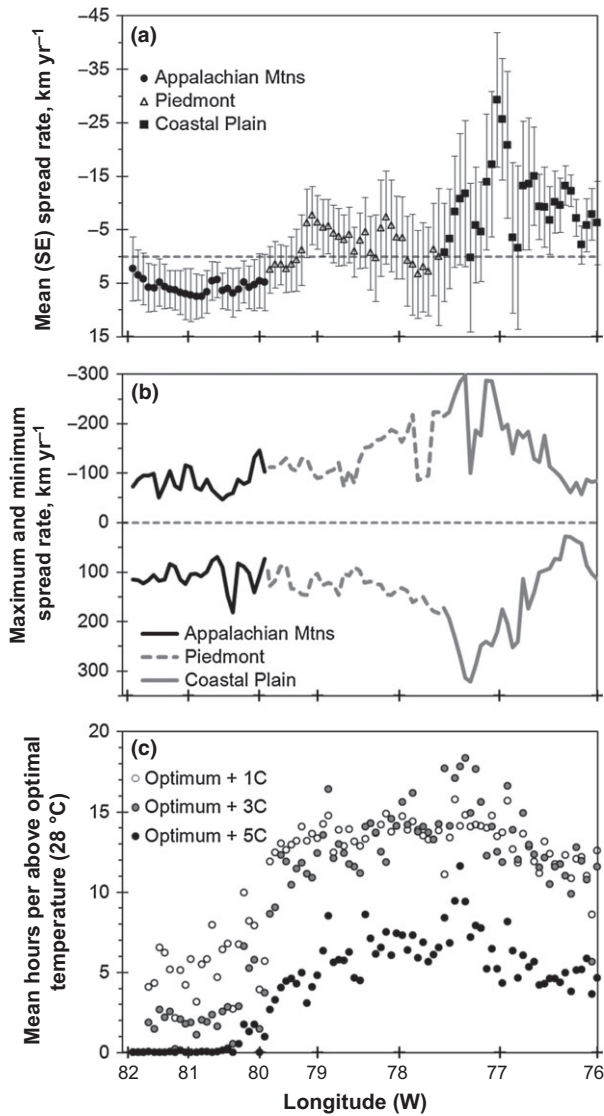 (a)
Appalachian Mtns
Piedmont
Coastal Plain
Mean (SE) spread rate, km yr⁻¹
–45
–35
–25
–15
–5
5
15
(b)
Maximum and minimum
spread rate, km yr⁻¹
–300
–200
–100
0
100
200
300
Appalachian Mtns
Piedmont
Coastal Plain
(c)
Optimum + 1C
Optimum + 3C
Optimum + 5C
Mean hours per above optimal
temperature (28 °C)
20
15
10
5
0
82 81 80 79 78 77 76
Longitude (W)